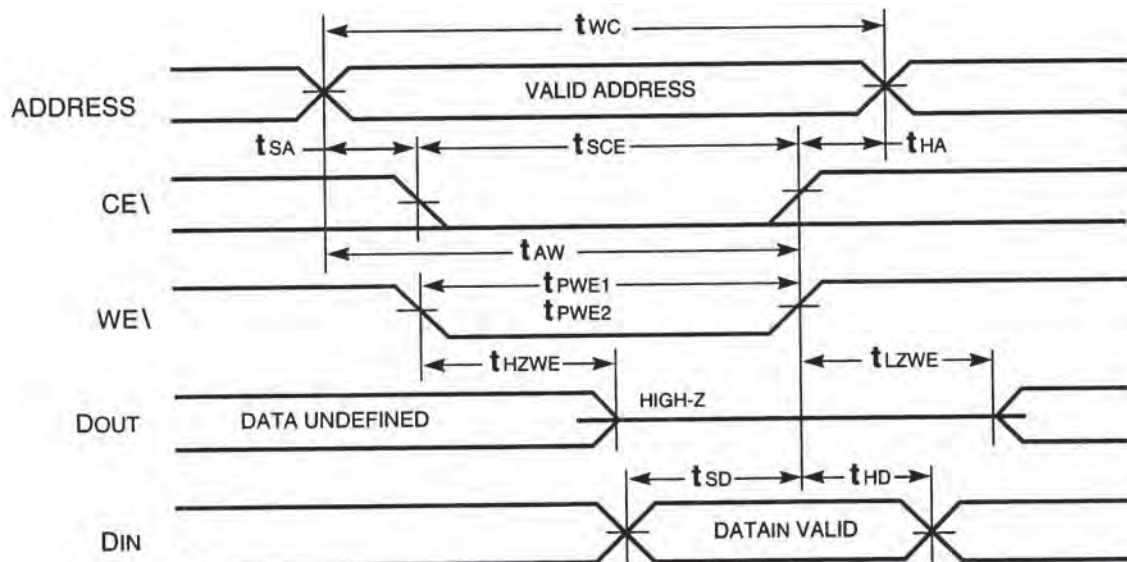 tWC
ADDRESS
VALID ADDRESS
tSA
tSCE
tHA
CE\
tAW
tPWE1
tPWE2
WE\
tHZWE
tLZWE
DOUT
DATA UNDEFINED
HIGH-Z
tSD
tHD
DIN
DATAIN VALID